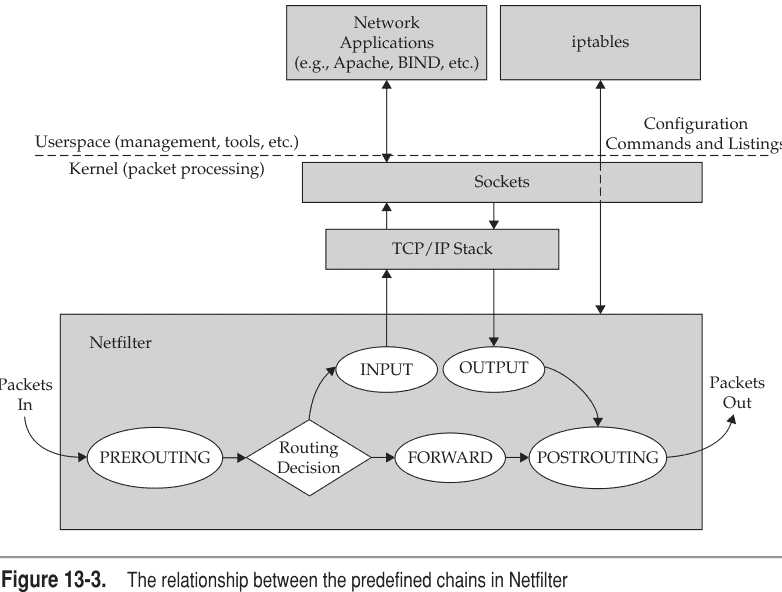 Network
Applications
(e.g., Apache, BIND, etc.)
iptables
Userspace (management, tools, etc.)
Configuration
Commands and Listings
Kernel (packet processing)
Sockets
TCP/IP Stack
Netfilter
INPUT
OUTPUT
Packets
In
Packets
Out
PREROUTING
Routing
Decision
FORWARD
POSTROUTING
Figure 13-3. The relationship between the predefined chains in Netfilter